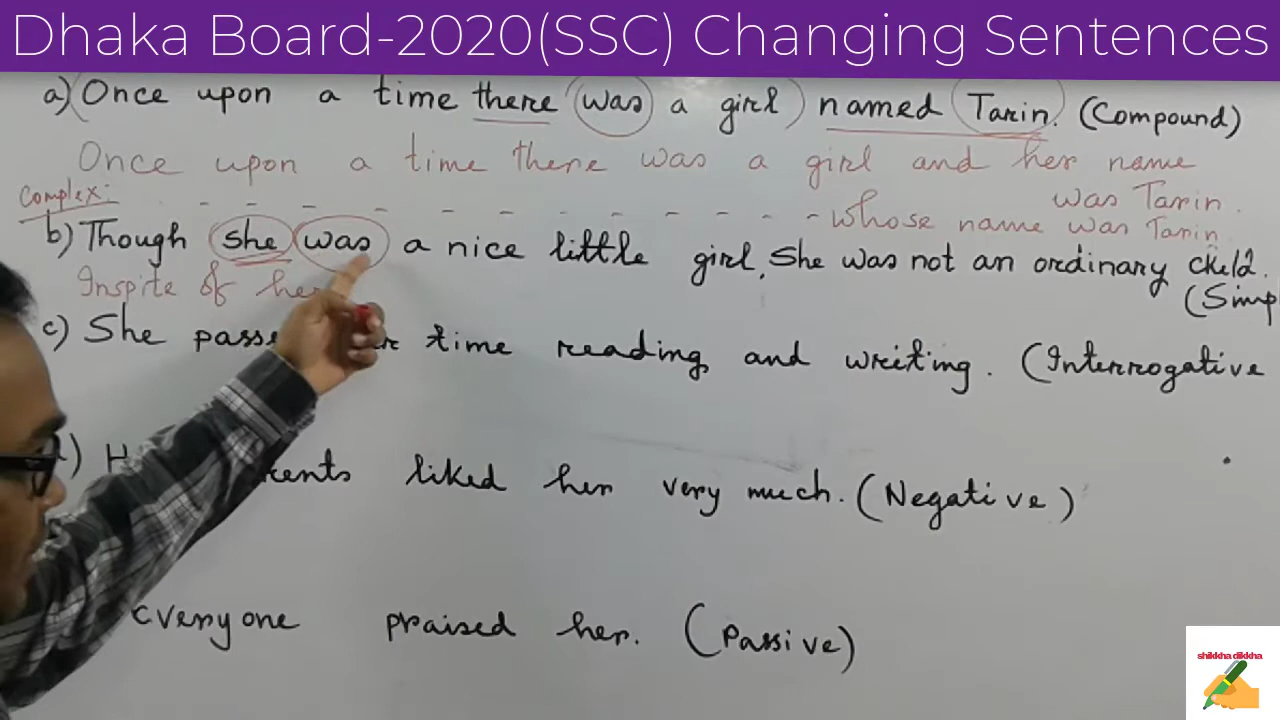 Dhaka Board-2020(SSC) Changing Sentences
a) Once upon a time there was a girl named Tarin. (Compound)
Once upon a time there was a girl and her name
was Tarin.
Complex:
whose name was Tarin
b) Though she was a nice little girl, She was not an ordinary child.
Inspite of her
(Simp
c) She time reading and writing. (Interrogative
liked her very much. (Negative)
everyone praised her. (Passive)
shikkha dikkha